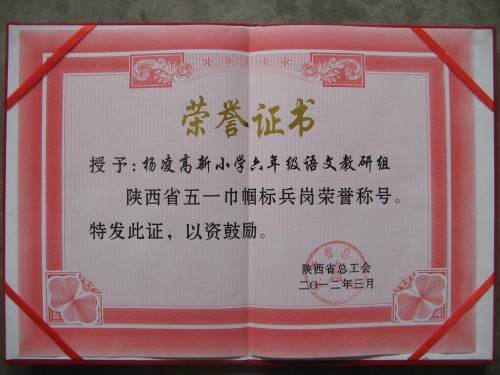 荣誉证书
授予：杨凌高新小学六年级语文教研组
陕西省五一巾帼标兵岗荣誉称号。
特发此证，以资鼓励。
陕西省总工会
二〇一二年三月